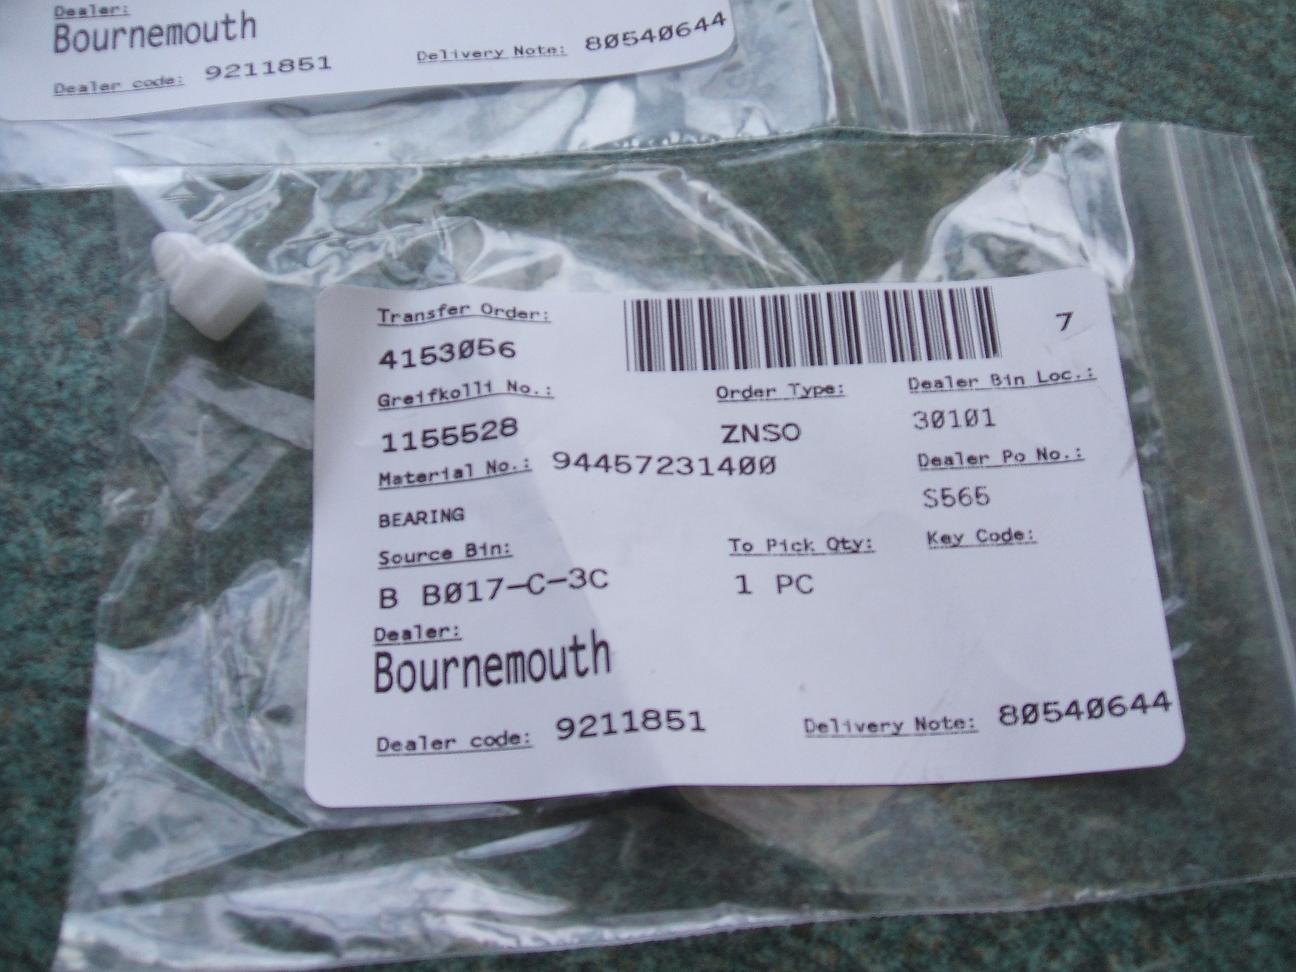 Dealer:
Bournemouth
Dealer code: 9211851 Delivery Note: 80540644
Transfer Order: 7
4153056
Greifkolli No.: Order Type: Dealer Bin Loc.:
1155528 ZNSO 30101
Material No.: 94457231400 Dealer Po No.:
BEARING S565
Source Bin: To Pick Qty: Key Code:
B B017-C-3C 1 PC
Dealer:
Bournemouth
Dealer code: 9211851 Delivery Note: 80540644